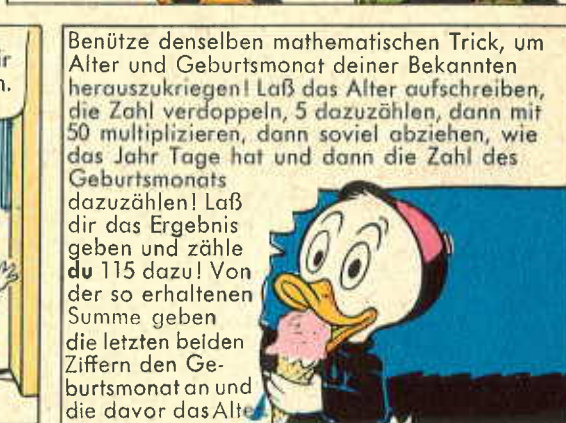 ir
n.
Benütze denselben mathematischen Trick, um
Alter und Geburtsmonat deiner Bekannten
herauszukriegen! Laß das Alter aufschreiben,
die Zahl verdoppeln, 5 dazuzählen, dann mit
50 multiplizieren, dann soviel abziehen, wie
das Jahr Tage hat und dann die Zahl des
Geburtsmonats
dazuzählen! Laß
dir das Ergebnis
geben und zähle
du 115 dazu! Von
der so erhaltenen
Summe geben
die letzten beiden
Ziffern den Ge-
burtsmonat an und
die davor das Alte